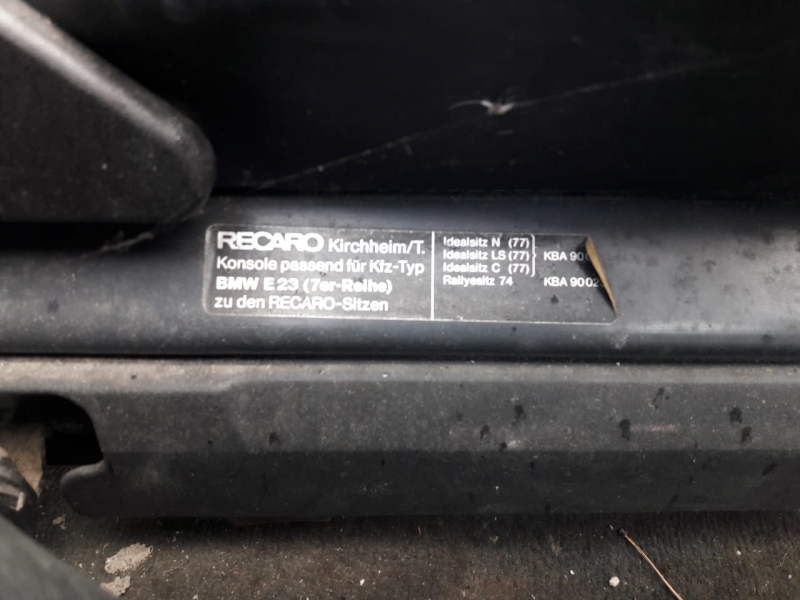 RECARO Kirchheim/T.
Konsole passend für Kfz-Typ
BMW E 23 (7er-Reihe)
zu den RECARO-Sitzen
Idealsitz N (77)
Idealsitz LS (77)
Idealsitz C (77)
KBA
Rallyesitz 74 KBA